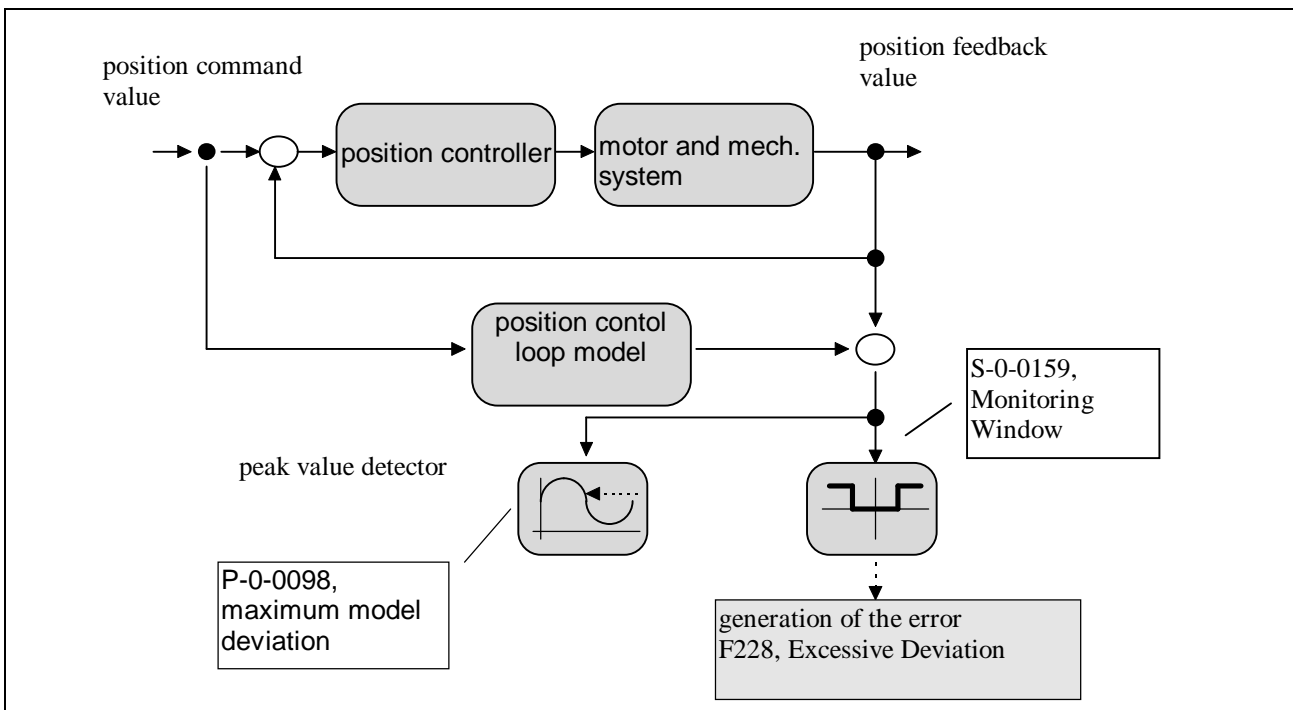 position command
value
position feedback
value
position controller
motor and mech.
system
position contol
loop model
S-0-0159,
Monitoring
Window
peak value detector
P-0-0098,
maximum model
deviation
generation of the error
F228, Excessive Deviation